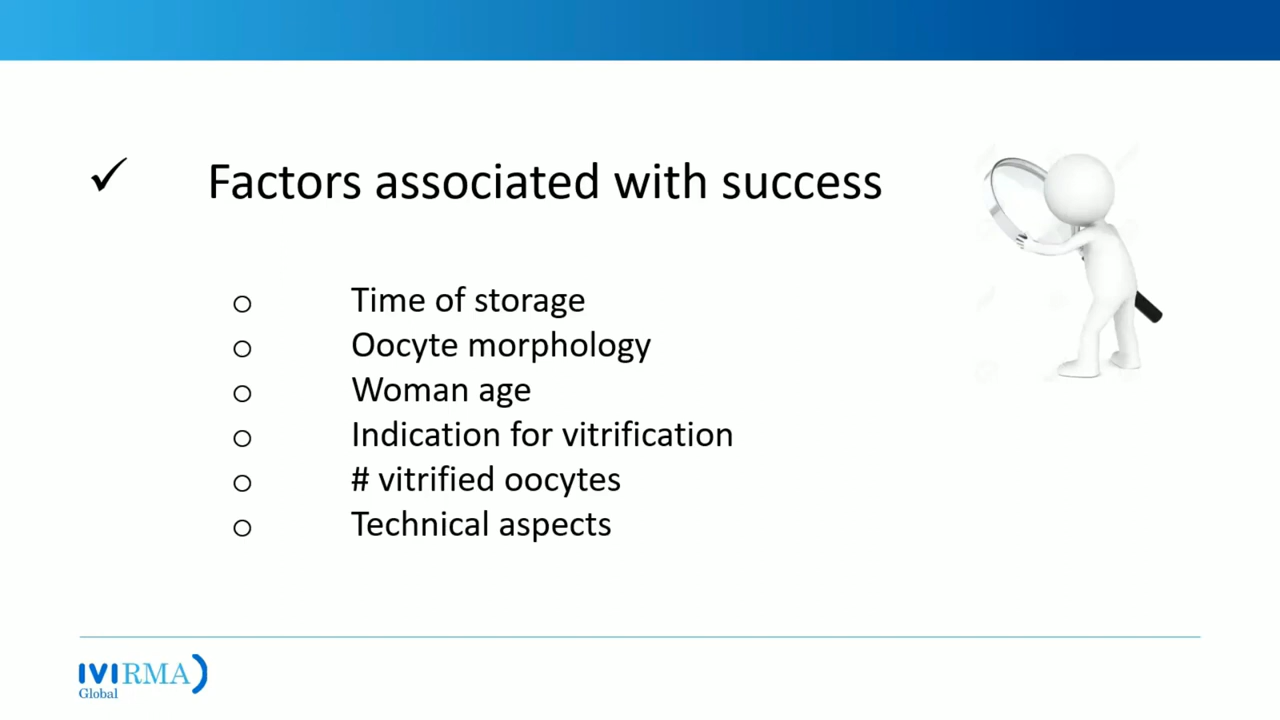 ✓ Factors associated with success
o Time of storage
o Oocyte morphology
o Woman age
o Indication for vitrification
o # vitrified oocytes
o Technical aspects
IVIRMA
Global